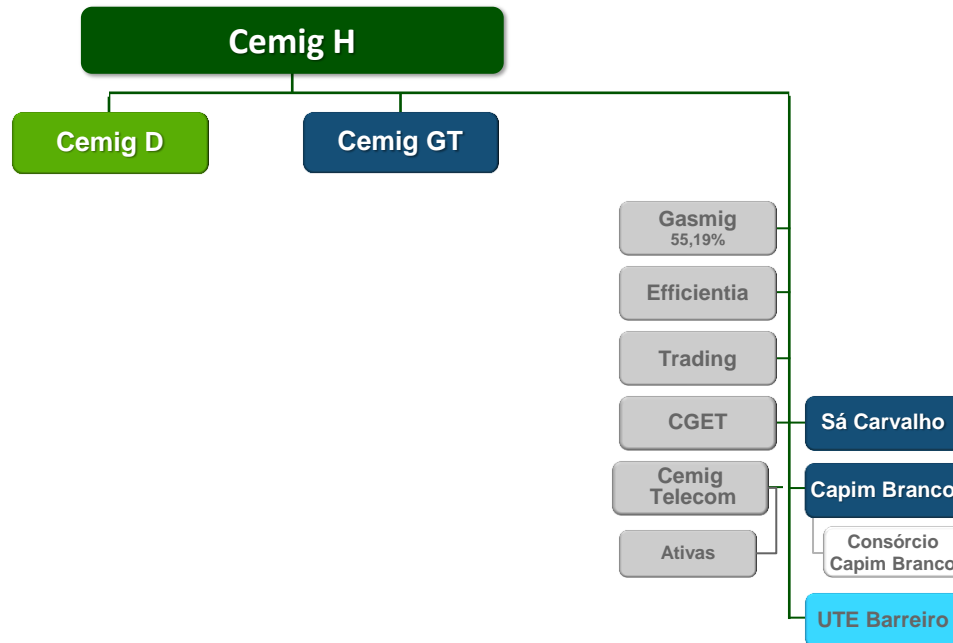 Cemig H
Cemig D
Cemig GT
Gasmig
55,19%
Efficientia
Trading
CGET
Sá Carvalho
Cemig
Telecom
Capim Branco
Ativas
Consórcio
Capim Branco
UTE Barreiro